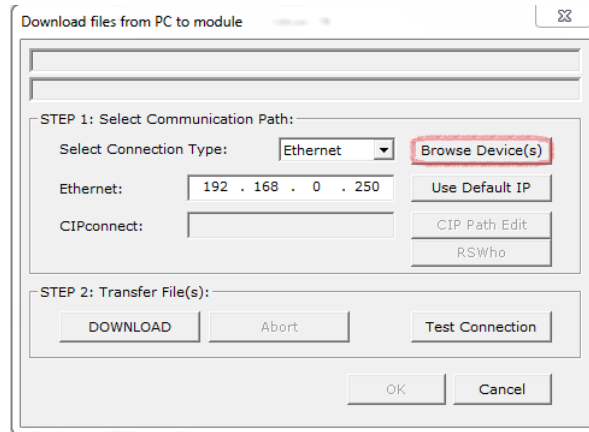 Download files from PC to module
STEP 1: Select Communication Path:
Select Connection Type: Ethernet Browse Device(s)
Ethernet: 192 . 168 . 0 . 250 Use Default IP
CIPconnect: CIP Path Edit
RSWho
STEP 2: Transfer File(s):
DOWNLOAD Abort Test Connection
OK Cancel